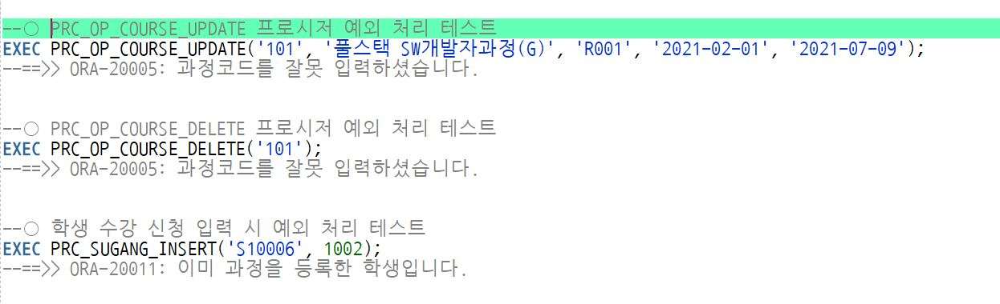 --○ PRC_OP_COURSE_UPDATE 프로시저 예외 처리 테스트
EXEC PRC_OP_COURSE_UPDATE('101', '풀스택 SW개발자과정(G)', 'R001', '2021-02-01', '2021-07-09');
--==>> ORA-20005: 과정코드를 잘못 입력하셨습니다.
--○ PRC_OP_COURSE_DELETE 프로시저 예외 처리 테스트
EXEC PRC_OP_COURSE_DELETE('101');
--==>> ORA-20005: 과정코드를 잘못 입력하셨습니다.
--○ 학생 수강 신청 입력 시 예외 처리 테스트
EXEC PRC_SUGANG_INSERT('S10006', 1002);
--==>> ORA-20011: 이미 과정을 등록한 학생입니다.